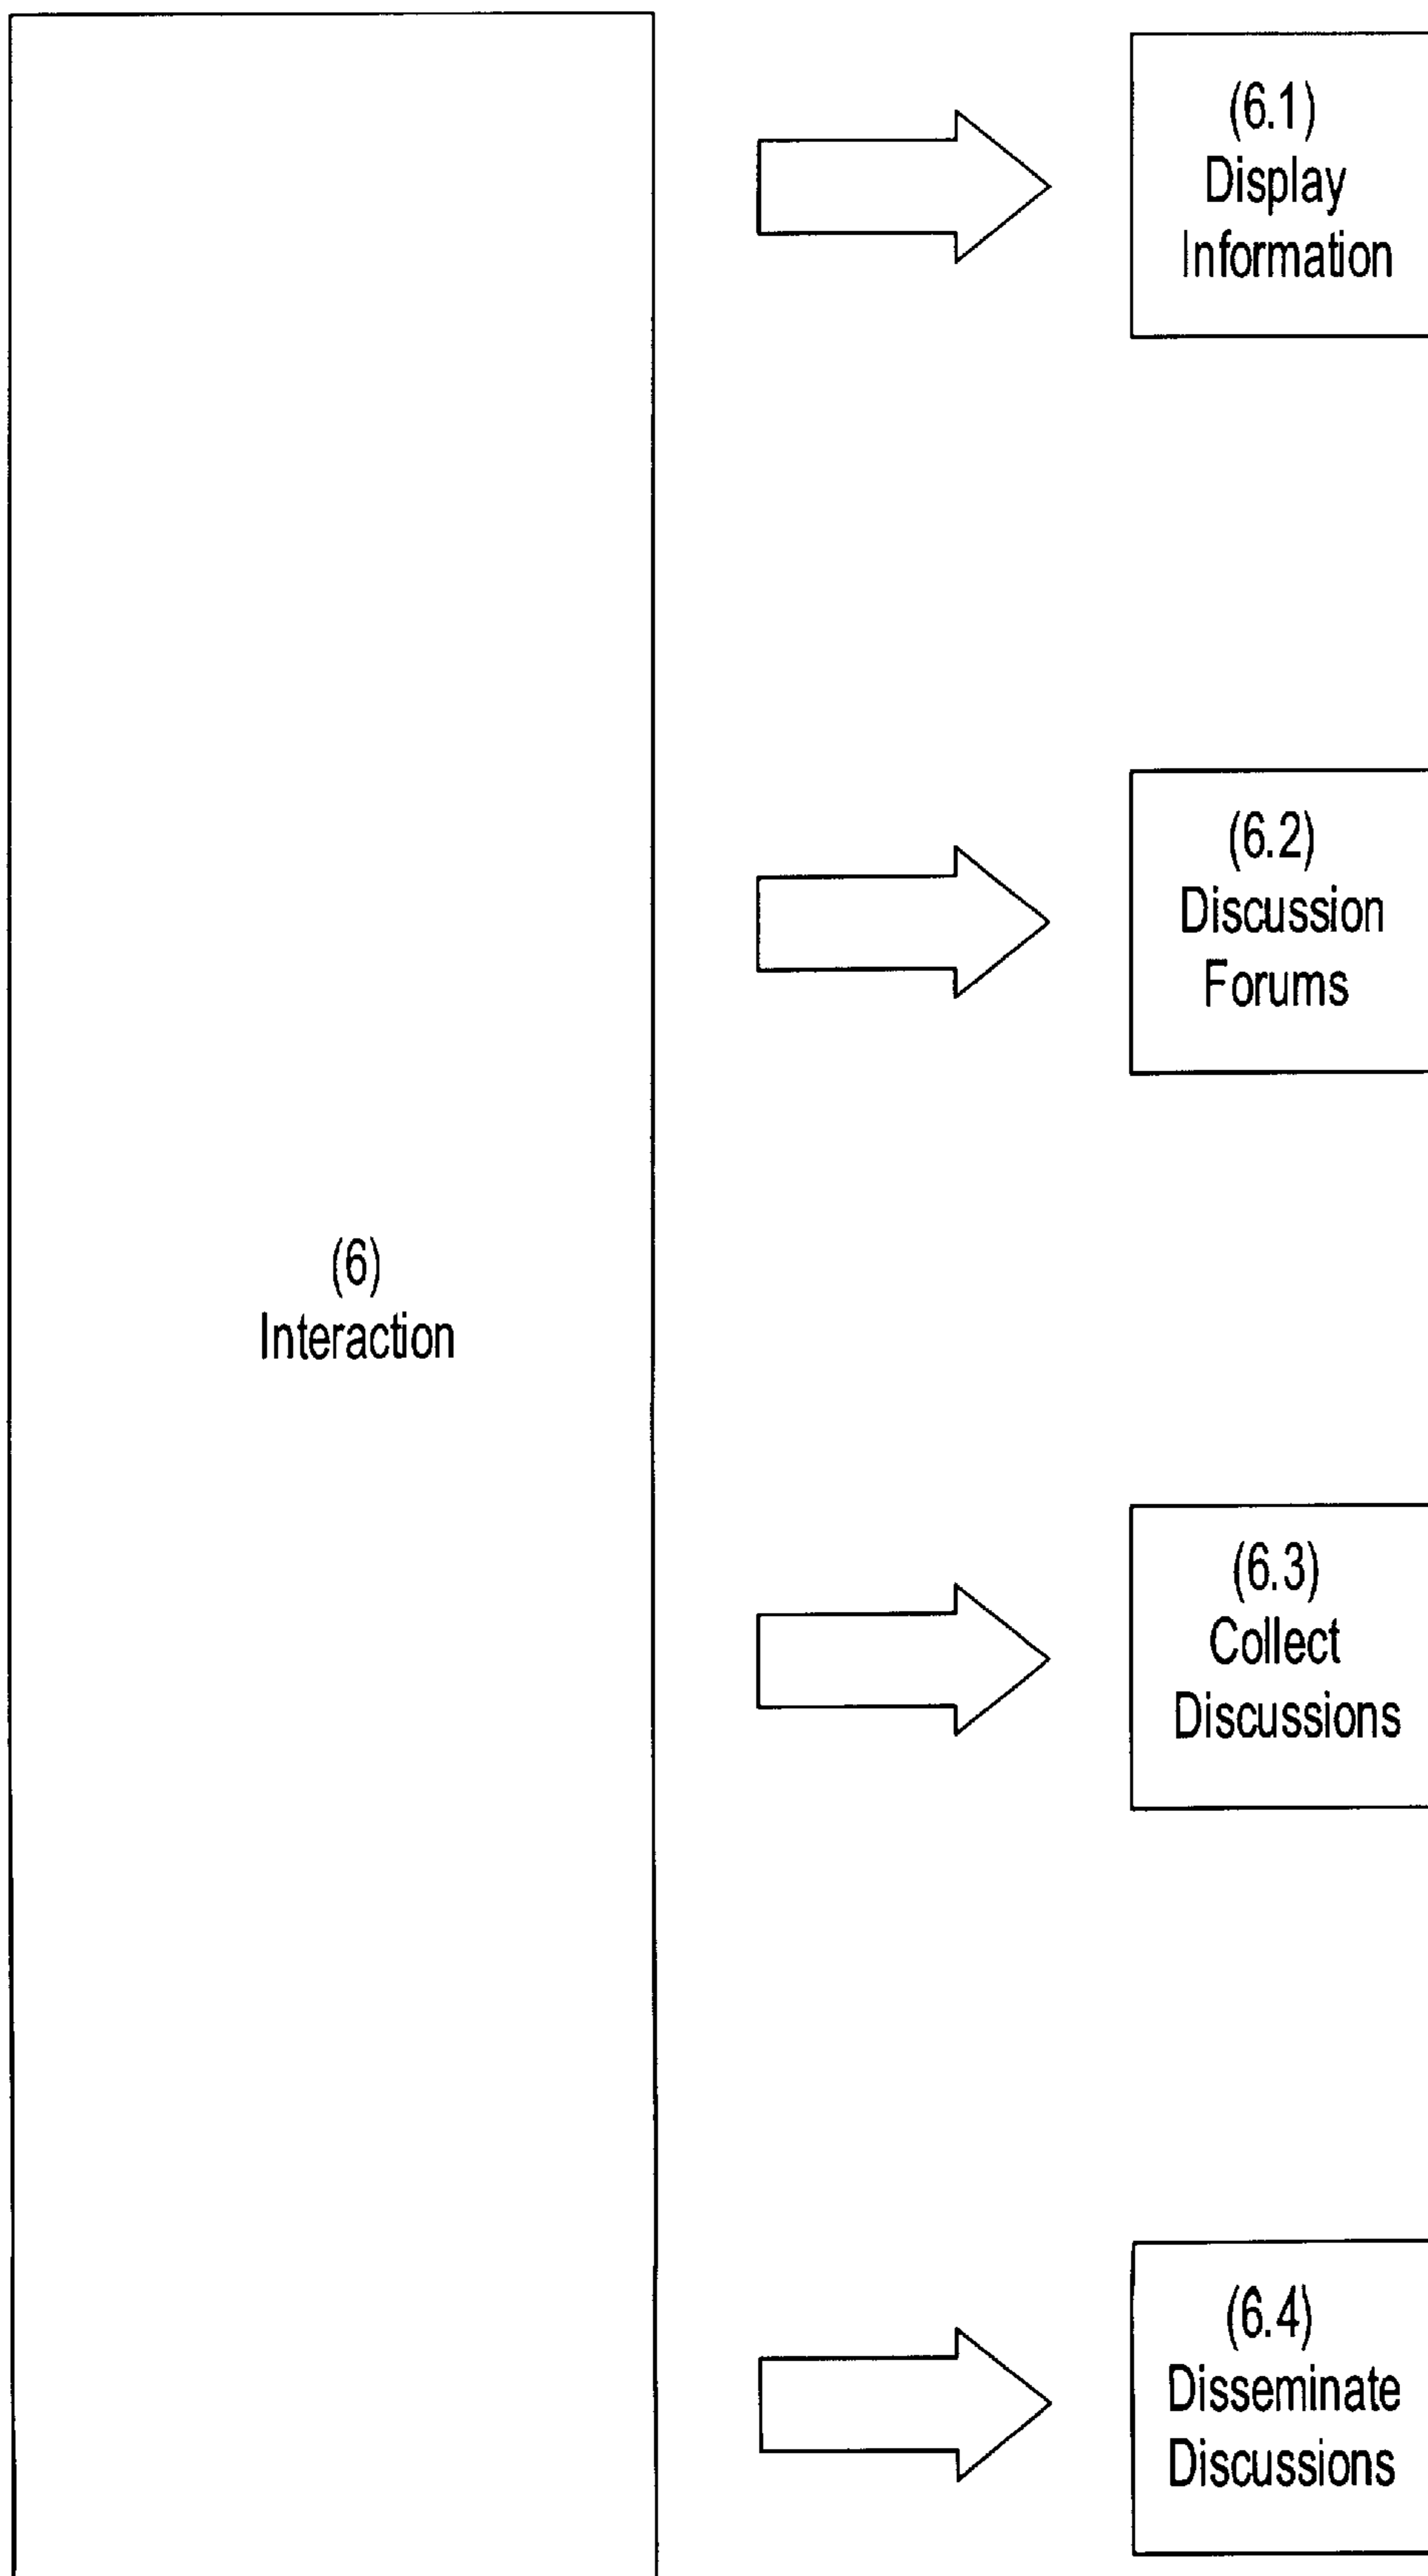 (6)
Interaction
(6.1)
Display
Information
(6.2)
Discussion
Forums
(6.3)
Collect
Discussions
(6.4)
Disseminate
Discussions